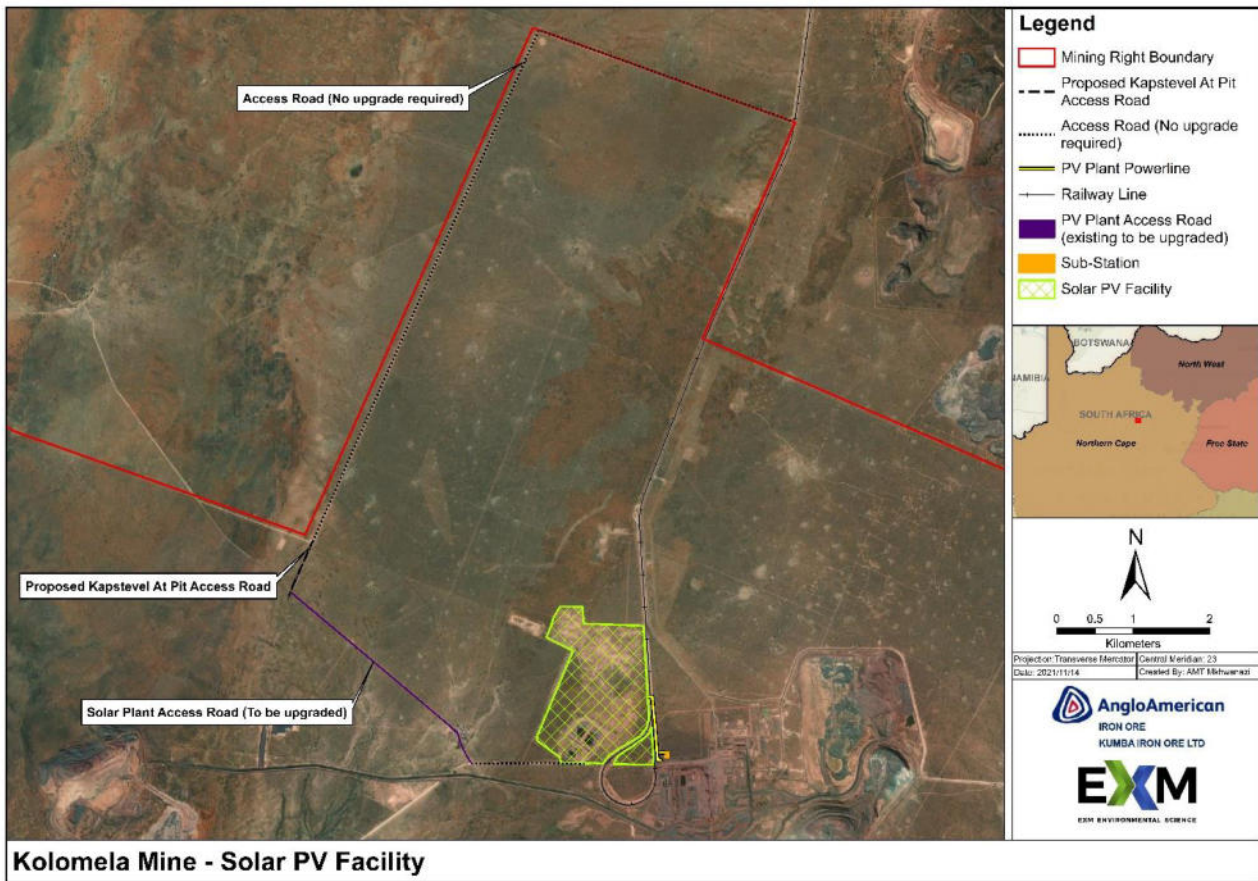 Access Road (No upgrade required)
Proposed Kapstevel At Pit Access Road
Solar Plant Access Road (To be upgraded)
Legend
Mining Right Boundary
Proposed Kapstevel At Pit
Access Road
Access Road (No upgrade
required)
PV Plant Powerline
Railway Line
PV Plant Access Road
(existing to be upgraded)
Sub-Station
Solar PV Facility
BOTSWANA
North West
NAMIBIA
SOUTH AFRICA
Northern Cape
Free State
N
0 0.5 1 2
Kilometers
Projection: Transverse Mercator
Central Meridian: 23
Date: 2021/11/14
Created By: AMT Mkhwanazi
AngloAmerican
IRON ORE
KUMBA IRON ORE LTD
EXM
EXM ENVIRONMENTAL SCIENCE
Kolomela Mine - Solar PV Facility